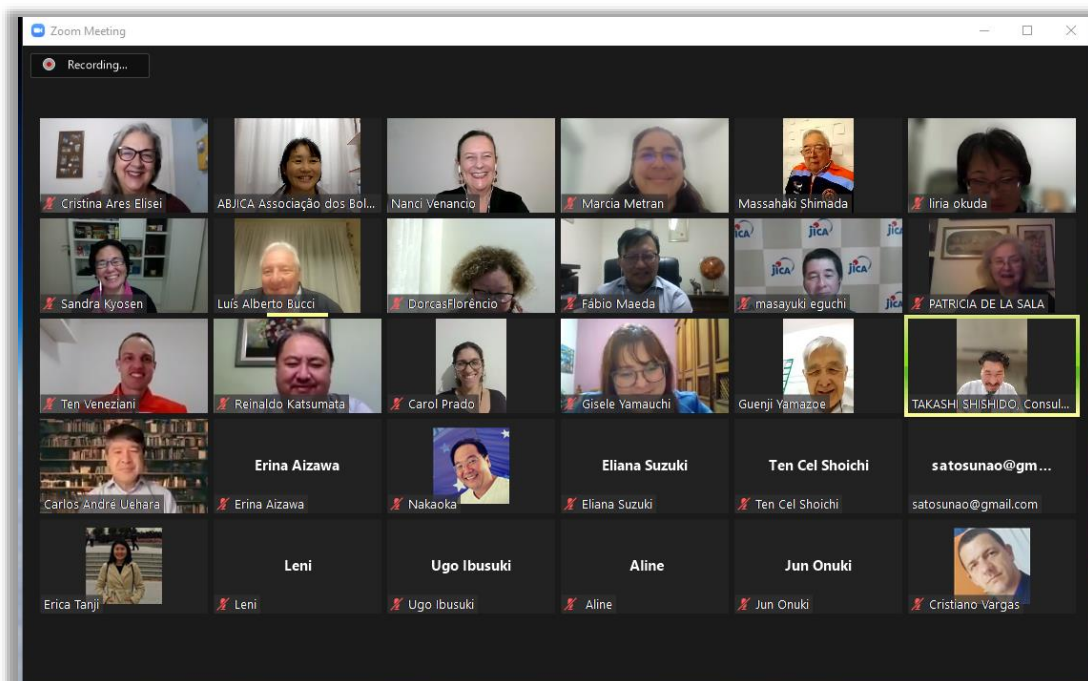 Zoom Meeting
Recording...
Cristina Ares Elisei
ABJICA Associação dos Bol...
Nanci Venancio
Marcia Metran
Massahaki Shimada
liria okuda
Sandra Kyosen
Luís Alberto Bucci
DorcasFlorêncio
Fábio Maeda
JICA
JICA
masayuki eguchi
PATRICIA DE LA SALA
Ten Veneziani
Reinaldo Katsumata
Carol Prado
Gisele Yamauchi
Guenji Yamazoe
TAKASHI SHISHIDO, Consul...
Carlos André Uehara
Erina Aizawa
Erina Aizawa
Nakaoka
Eliana Suzuki
Eliana Suzuki
Ten Cel Shoichi
Ten Cel Shoichi
satosunao@gm...
satosunao@gmail.com
Erica Tanji
Leni
Leni
Ugo Ibusuki
Ugo Ibusuki
Aline
Aline
Jun Onuki
Jun Onuki
Cristiano Vargas